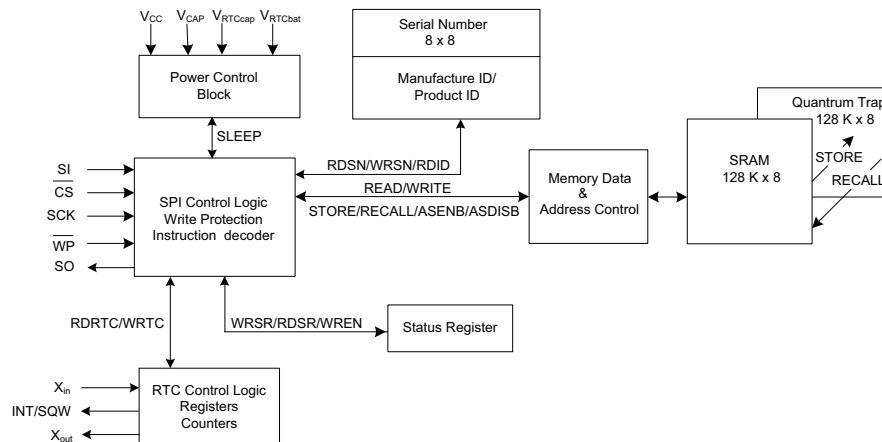 VCC VCAP VRTCcap VRTCbat
Power Control
Block
SLEEP
Serial Number
8 x 8
Manufacture ID/
Product ID
Quantrum Trap
128 K x 8
SRAM
128 K x 8
STORE
RECALL
SI
CS
SCK
WP
SO
SPI Control Logic
Write Protection
Instruction decoder
RDSN/WRSN/RDID
READ/WRITE
STORE/RECALL/ASENB/ASDISB
Memory Data
&
Address Control
RDRTC/WRTC
WRSR/RDSR/WREN
Status Register
Xin
INT/SQW
Xout
RTC Control Logic
Registers
Counters